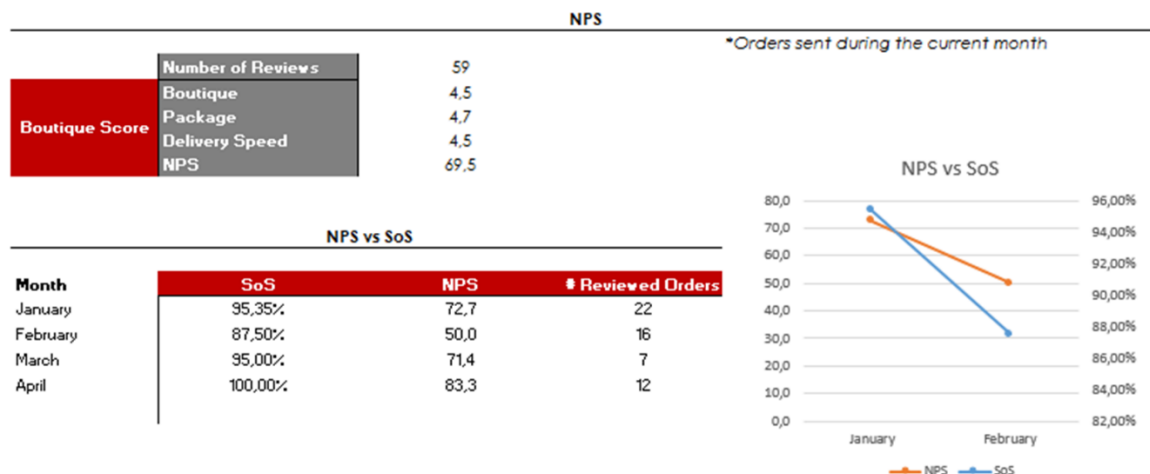 NPS
*Orders sent during the current month
Number of Reviews 59
Boutique Score
Boutique 4,5
Package 4,7
Delivery Speed 4,5
NPS 69,5
NPS vs SoS
Month SoS NPS # Reviewed Orders
January 95,35% 72,7 22
February 87,50% 50,0 16
March 95,00% 71,4 7
April 100,00% 83,3 12
NPS vs SoS
80,0 96,00%
70,0 94,00%
60,0 92,00%
50,0 90,00%
40,0 88,00%
30,0 86,00%
20,0 84,00%
10,0 82,00%
0,0
January February
NPS SoS